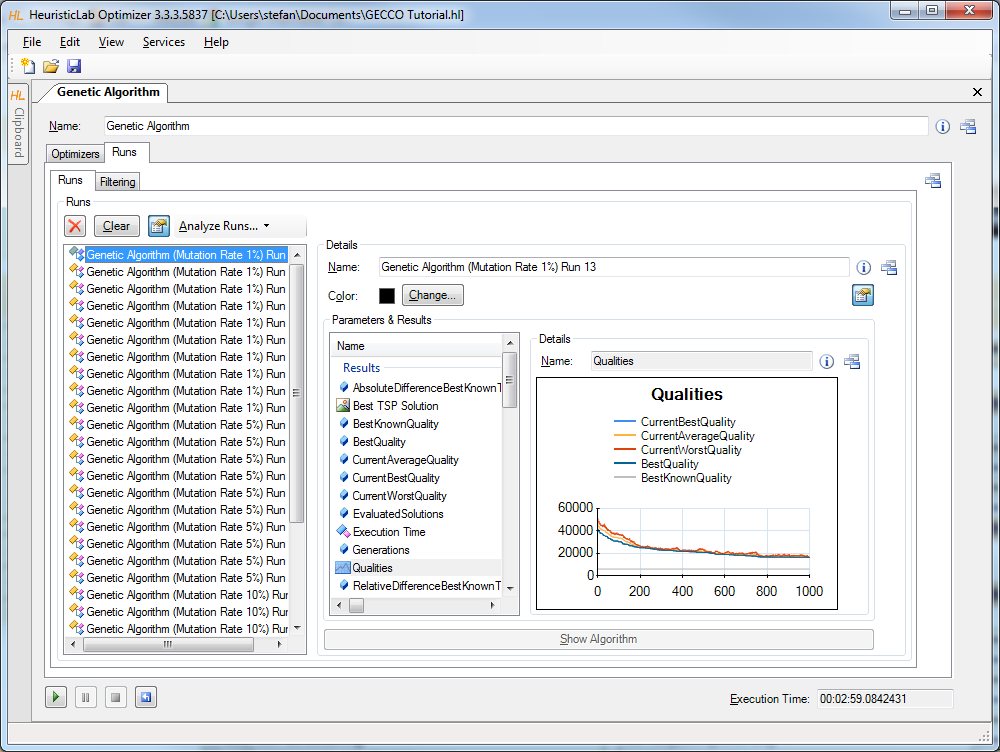 HL HeuristicLab Optimizer 3.3.3.5837 [C:\Users\stefan\Documents\GECCO Tutorial.hl]
File Edit View Services Help
HL Clipboard
Genetic Algorithm
Name: Genetic Algorithm
Optimizers Runs
Runs Filtering
Runs
Clear Analyze Runs...
Genetic Algorithm (Mutation Rate 1%) Run
Genetic Algorithm (Mutation Rate 1%) Run
Genetic Algorithm (Mutation Rate 1%) Run
Genetic Algorithm (Mutation Rate 1%) Run
Genetic Algorithm (Mutation Rate 1%) Run
Genetic Algorithm (Mutation Rate 1%) Run
Genetic Algorithm (Mutation Rate 1%) Run
Genetic Algorithm (Mutation Rate 1%) Run
Genetic Algorithm (Mutation Rate 1%) Run
Genetic Algorithm (Mutation Rate 1%) Run
Genetic Algorithm (Mutation Rate 5%) Run
Genetic Algorithm (Mutation Rate 5%) Run
Genetic Algorithm (Mutation Rate 5%) Run
Genetic Algorithm (Mutation Rate 5%) Run
Genetic Algorithm (Mutation Rate 5%) Run
Genetic Algorithm (Mutation Rate 5%) Run
Genetic Algorithm (Mutation Rate 5%) Run
Genetic Algorithm (Mutation Rate 5%) Run
Genetic Algorithm (Mutation Rate 5%) Run
Genetic Algorithm (Mutation Rate 5%) Run
Genetic Algorithm (Mutation Rate 10%) Run
Genetic Algorithm (Mutation Rate 10%) Run
Genetic Algorithm (Mutation Rate 10%) Run
Details
Name: Genetic Algorithm (Mutation Rate 1%) Run 13
Color: Change...
Parameters & Results
Name
Results
AbsoluteDifferenceBestKnownT
Best TSP Solution
BestKnownQuality
BestQuality
CurrentAverageQuality
CurrentBestQuality
CurrentWorstQuality
EvaluatedSolutions
Execution Time
Generations
Qualities
RelativeDifferenceBestKnownT
Details
Name: Qualities
Qualities
CurrentBestQuality
CurrentAverageQuality
CurrentWorstQuality
BestQuality
BestKnownQuality
60000
40000
20000
0
0 200 400 600 800 1000
Show Algorithm
Execution Time: 00:02:59.0842431